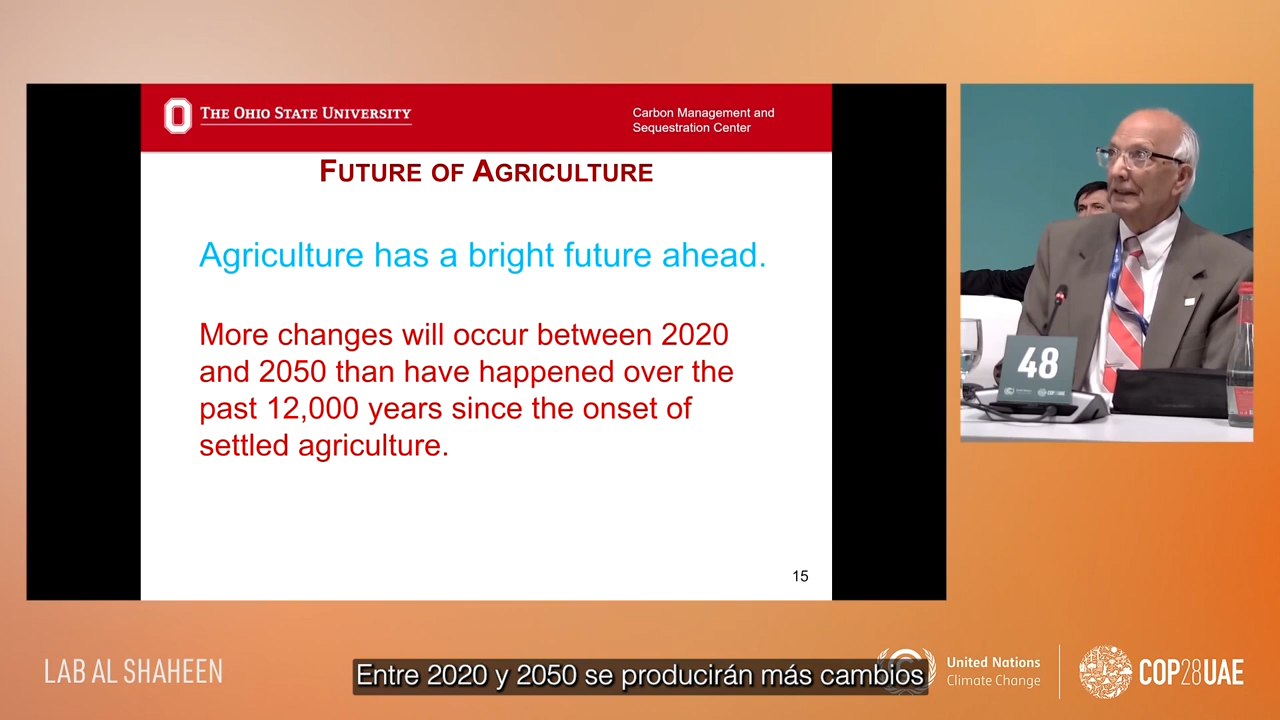 THE OHIO STATE UNIVERSITY
Carbon Management and
Sequestration Center
FUTURE OF AGRICULTURE
Agriculture has a bright future ahead.
More changes will occur between 2020
and 2050 than have happened over the
past 12,000 years since the onset of
settled agriculture.
15
48
COP28UAE
LAB AL SHAHEEN
Entre 2020 y 2050 se producirán más cambios
United Nations
Climate Change
COP28UAE